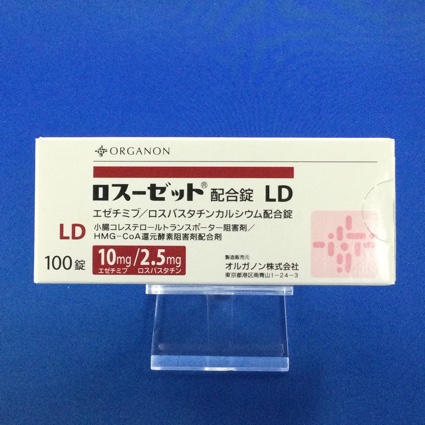 ORGANON
ロスーゼット® 配合錠 LD
エゼチミブ/ロスバスタチンカルシウム配合錠
小腸コレステロールトランスポーター阻害剤/
HMG-CoA還元酵素阻害剤配合剤
LD
100錠
10mg/2.5mg
エゼチミブ ロスバスタチン
製造販売元
オルガノン株式会社
東京都港区南青山1-24-3